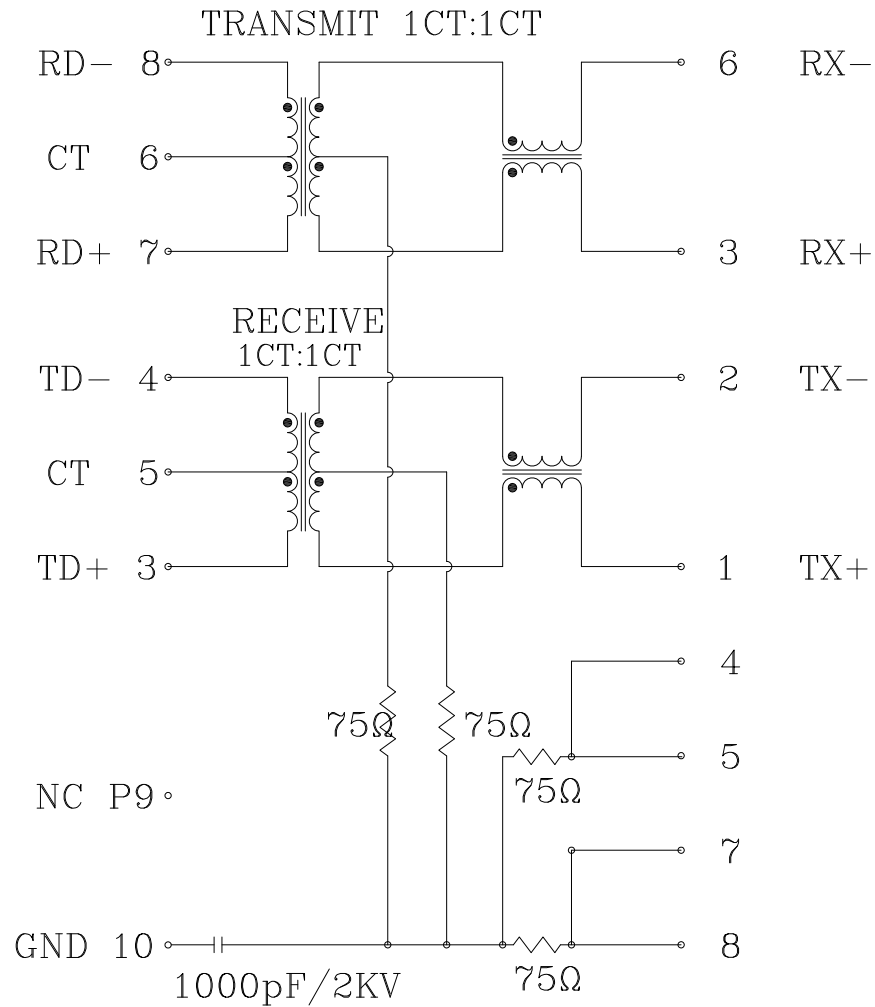 TRANSMIT 1CT:1CT
RD- 8 6 RX-
CT 6
RD+ 7 3 RX+
RECEIVE
1CT:1CT
TD- 4 2 TX-
CT 5
TD+ 3 1 TX+
4
75Ω 75Ω
5
75Ω
NC P9
7
GND 10 8
75Ω
1000pF/2KV